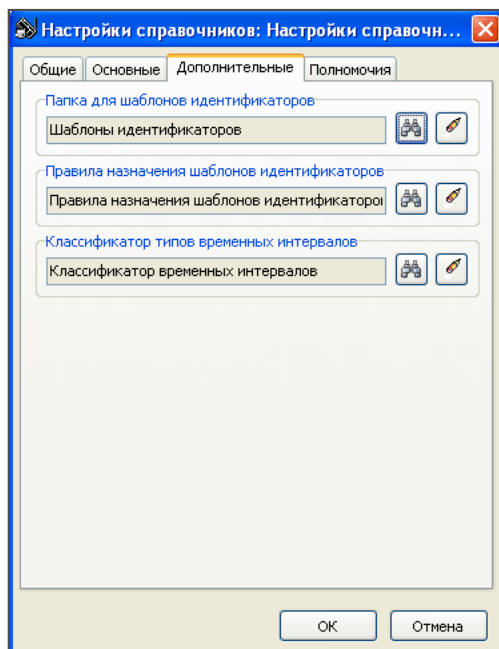 Настройки справочников: Настройки справочн...
Общие Основные Дополнительные Полномочия
Папка для шаблонов идентификаторов
Шаблоны идентификаторов
Правила назначения шаблонов идентификаторов
Правила назначения шаблонов идентификаторо
Классификатор типов временных интервалов
Классификатор временных интервалов
ОК Отмена